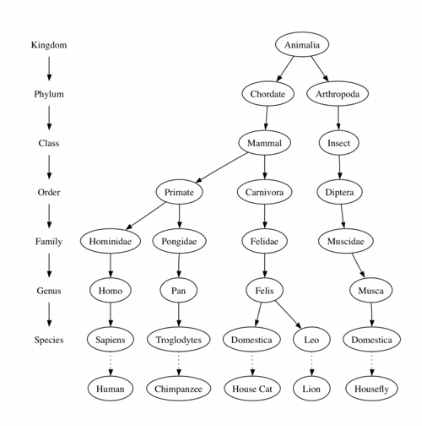 Kingdom Animalia
Phylum Chordate Arthropoda
Class Mammal Insect
Order Primate Carnivora Diptera
Family Hominidae Pongidae Felidae Muscidae
Genus Homo Pan Felis Musca
Species Sapiens Troglodytes Domestica Leo Domestica
Human Chimpanzee House Cat Lion Housefly